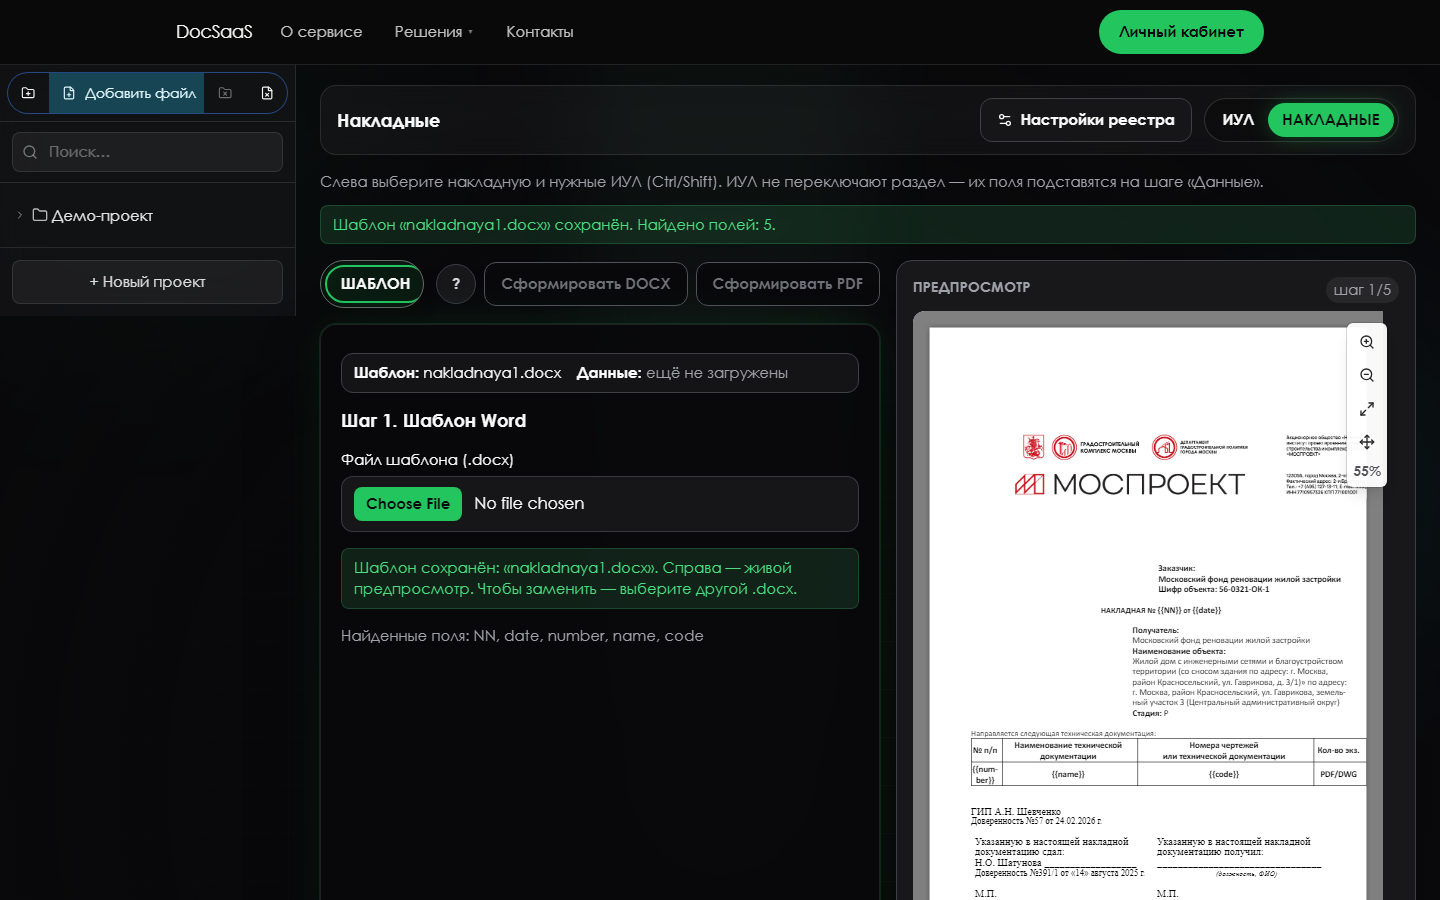 DocSaaS
О сервисе
Решения
Контакты
Личный кабинет
Добавить файл
Поиск...
Демо-проект
+ Новый проект
Накладные
Настройки реестра
ИУЛ
НАКЛАДНЫЕ
Слева выберите накладную и нужные ИУЛ (Ctrl/Shift). ИУЛ не переключают раздел — их поля подставятся на шаге «Данные».
Шаблон «nakladnaya1.docx» сохранён. Найдено полей: 5.
ШАБЛОН
?
Сформировать DOCX
Сформировать PDF
Шаблон: nakladnaya1.docx Данные: ещё не загружены
Шаг 1. Шаблон Word
Файл шаблона (.docx)
Choose File
No file chosen
Шаблон сохранён: «nakladnaya1.docx». Справа — живой
предпросмотр. Чтобы заменить — выберите другой .docx.
Найденные поля: NN, date, number, name, code
ПРЕДПРОСМОТР
шаг 1/5
55%
ГРАДОСТРОИТЕЛЬНЫЙ
КОМПЛЕКС МОСКВЫ
ДЕПАРТАМЕНТ
ГРАДОСТРОИТЕЛЬНОЙ ПОЛИТИКИ
ГОРОДА МОСКВЫ
МОСПРОЕКТ
Заказчик:
Московский фонд реновации жилой застройки
Шифр объекта: 56-0321-ОК-1
НАКЛАДНАЯ № {{NN}} от {{date}}
Получатель:
Московский фонд реновации жилой застройки
Наименование объекта:
Жилой дом с инженерными сетями и благоустройством
территории (со сносом здания по адресу: г. Москва,
район Красносельский, ул. Гаврикова, д. 3/1)» по адресу:
г. Москва, район Красносельский, ул. Гаврикова, земель-
ный участок 3 (Центральный административный округ)
Стадия: Р
Направляется следующая техническая документация:
№ п/п
Наименование технической
документации
Номера чертежей
или технической документации
Кол-во экз.
{{num-
ber}}
{{name}}
{{code}}
PDF/DWG
ГИП А.Н. Шевченко
Доверенность №57 от 24.02.2026 г.
Указанную в настоящей накладной
документацию сдал:
Н.О. Шатунова
Доверенность №391/1 от «14» августа 2025 г.
М.П.
Указанную в настоящей накладной
документацию получил:
(должность, ФИО)
М.П.